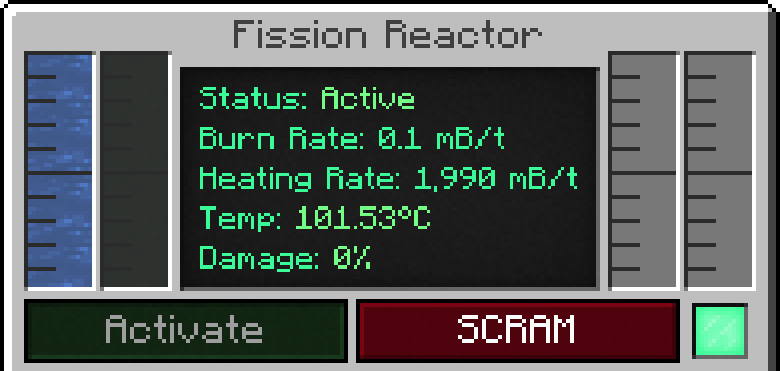 Fission Reactor
Status: Active
Burn Rate: 0.1 mB/t
Heating Rate: 1,990 mB/t
Temp: 101.53°C
Damage: 0%
Activate
SCRAM